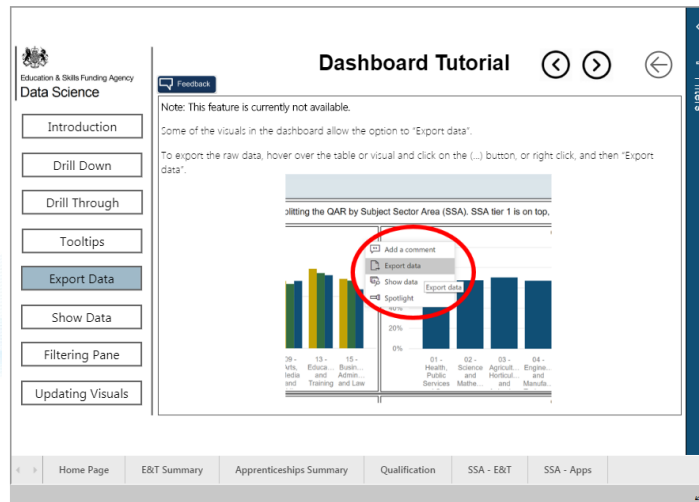 Education & Skills Funding Agency
Data Science
Dashboard Tutorial
Feedback
Introduction
Drill Down
Drill Through
Tooltips
Export Data
Show Data
Filtering Pane
Updating Visuals
Note: This feature is currently not available.
Some of the visuals in the dashboard allow the option to "Export data".
To export the raw data, hover over the table or visual and click on the (...) button, or right click, and then "Export
data".
plitting the QAR by Subject Sector Area (SSA). SSA tier 1 is on top,
Add a comment
Export data
Show data
Export data
Spotlight
40%
20%
0%
09 - 13 - 15 -
Arts, Educa... Busin...
Media and Admin...
and Training and Law
01 - 02 - 03 - 04 -
Health, Science Agricult... Engine...
Public and Horticul... and
Services Mathe... and Manufa...
Home Page E&T Summary Apprenticeships Summary Qualification SSA - E&T SSA - Apps